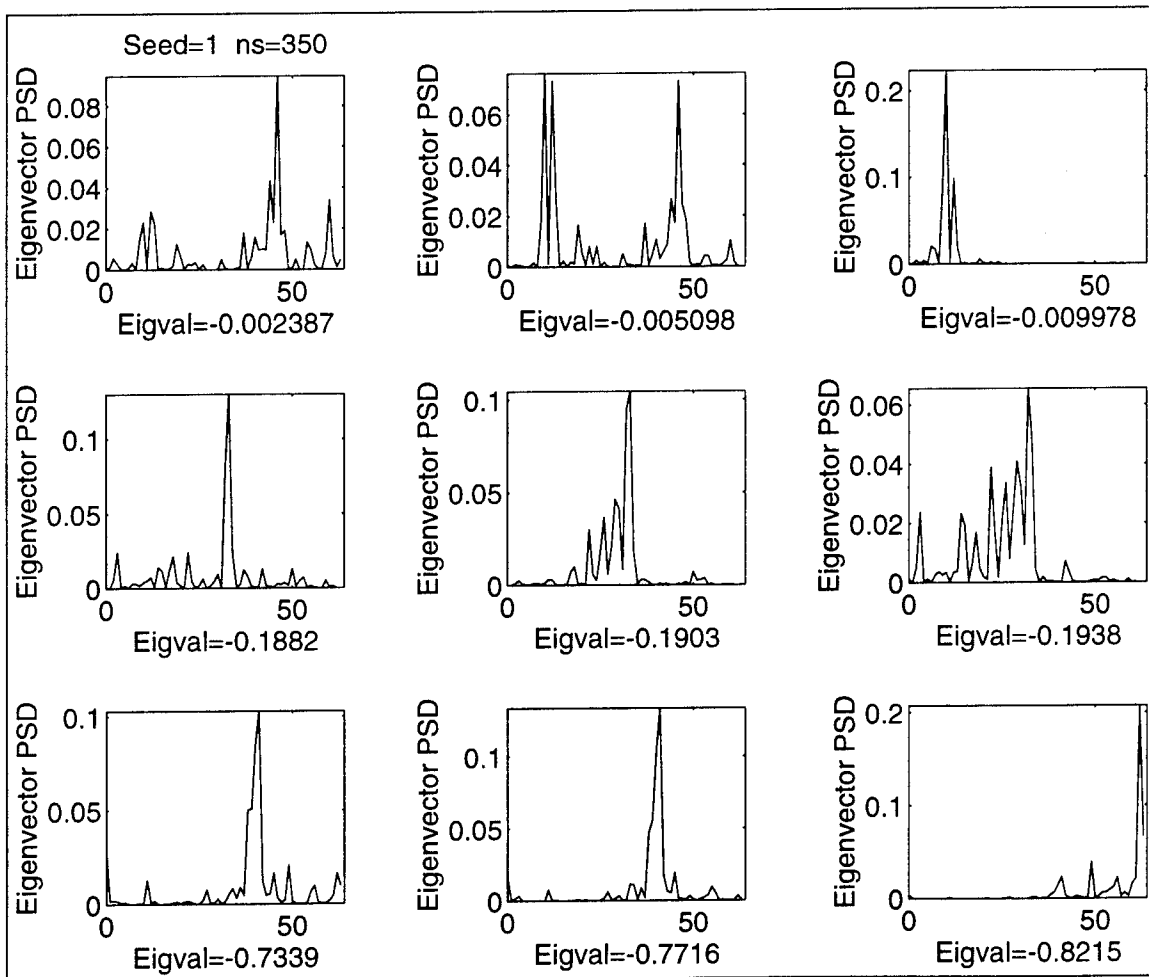 Seed=1 ns=350
Eigenvector PSD
0.08
0.06
0.04
0.02
0
0 50
Eigval=-0.002387
Eigenvector PSD
0.06
0.04
0.02
0
0 50
Eigval=-0.005098
Eigenvector PSD
0.2
0.1
0
0 50
Eigval=-0.009978
Eigenvector PSD
0.1
0.05
0
0 50
Eigval=-0.1882
Eigenvector PSD
0.1
0.05
0
0 50
Eigval=-0.1903
Eigenvector PSD
0.06
0.04
0.02
0
0 50
Eigval=-0.1938
Eigenvector PSD
0.1
0.05
0
0 50
Eigval=-0.7339
Eigenvector PSD
0.1
0.05
0
0 50
Eigval=-0.7716
Eigenvector PSD
0.2
0.1
0
0 50
Eigval=-0.8215